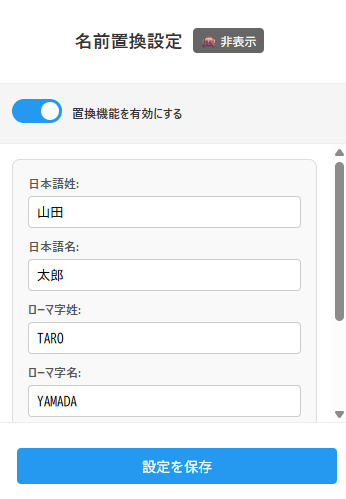 名前置換設定
非表示
置換機能を有効にする
日本語姓:
山田
日本語名:
太郎
ローマ字姓:
TARO
ローマ字名:
YAMADA
設定を保存